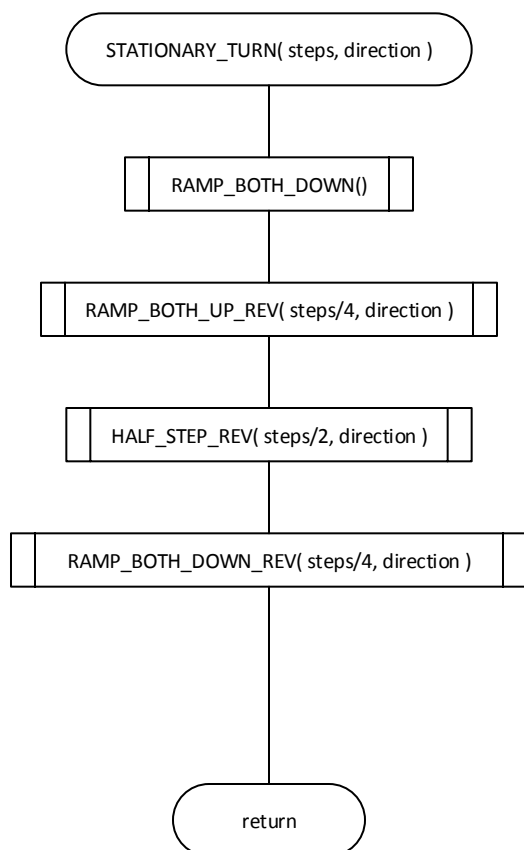 STATIONARY_TURN( steps, direction )
RAMP_BOTH_DOWN()
RAMP_BOTH_UP_REV( steps/4, direction )
HALF_STEP_REV( steps/2, direction )
RAMP_BOTH_DOWN_REV( steps/4, direction )
return